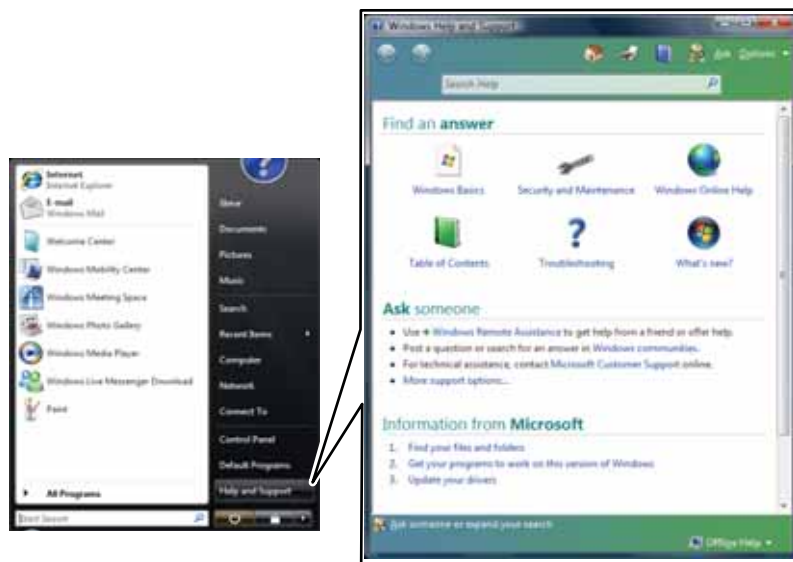 Internet
Internet Explorer
E-mail
Windows Mail
Welcome Center
Windows Mobility Center
Windows Meeting Space
Windows Photo Gallery
Windows Media Player
Windows Live Messenger Download
Paint
All Programs
Start Search
Documents
Pictures
Music
Search
Recent Items
Computer
Network
Connect To
Control Panel
Default Programs
Help and Support
Windows Help and Support
Ask Options
Search Help
Find an answer
Windows Basics Security and Maintenance Windows Online Help
Table of Contents Troubleshooting What's new?
Ask someone
Use Windows Remote Assistance to get help from a friend or offer help.
Post a question or search for an answer in Windows communities.
For technical assistance, contact Microsoft Customer Support online.
More support options...
Information from Microsoft
1. Find your files and folders
2. Get your programs to work on this version of Windows
3. Update your drivers
Ask someone or expand your search
Office Help